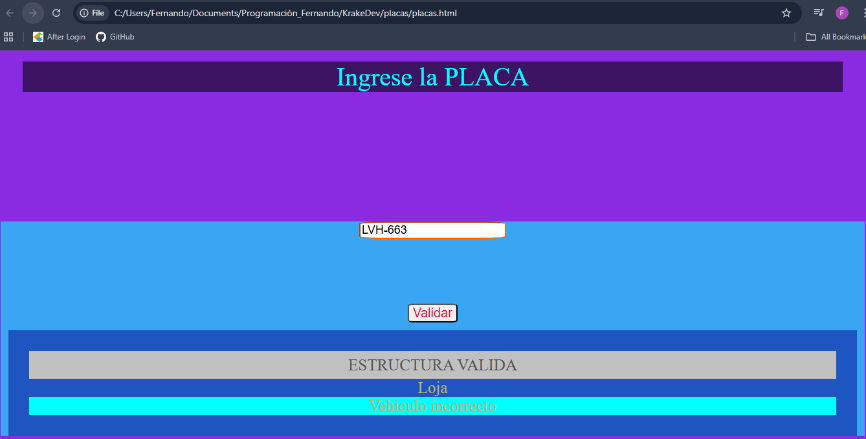 File C:/Users/Fernando/Documents/Programación_Fernando/KrakeDev/placas/placas.html
F
After Login GitHub All Bookmark
Ingrese la PLACA
LVH-663
Validar
ESTRUCTURA VALIDA
Loja
Vehiculo incorrecto